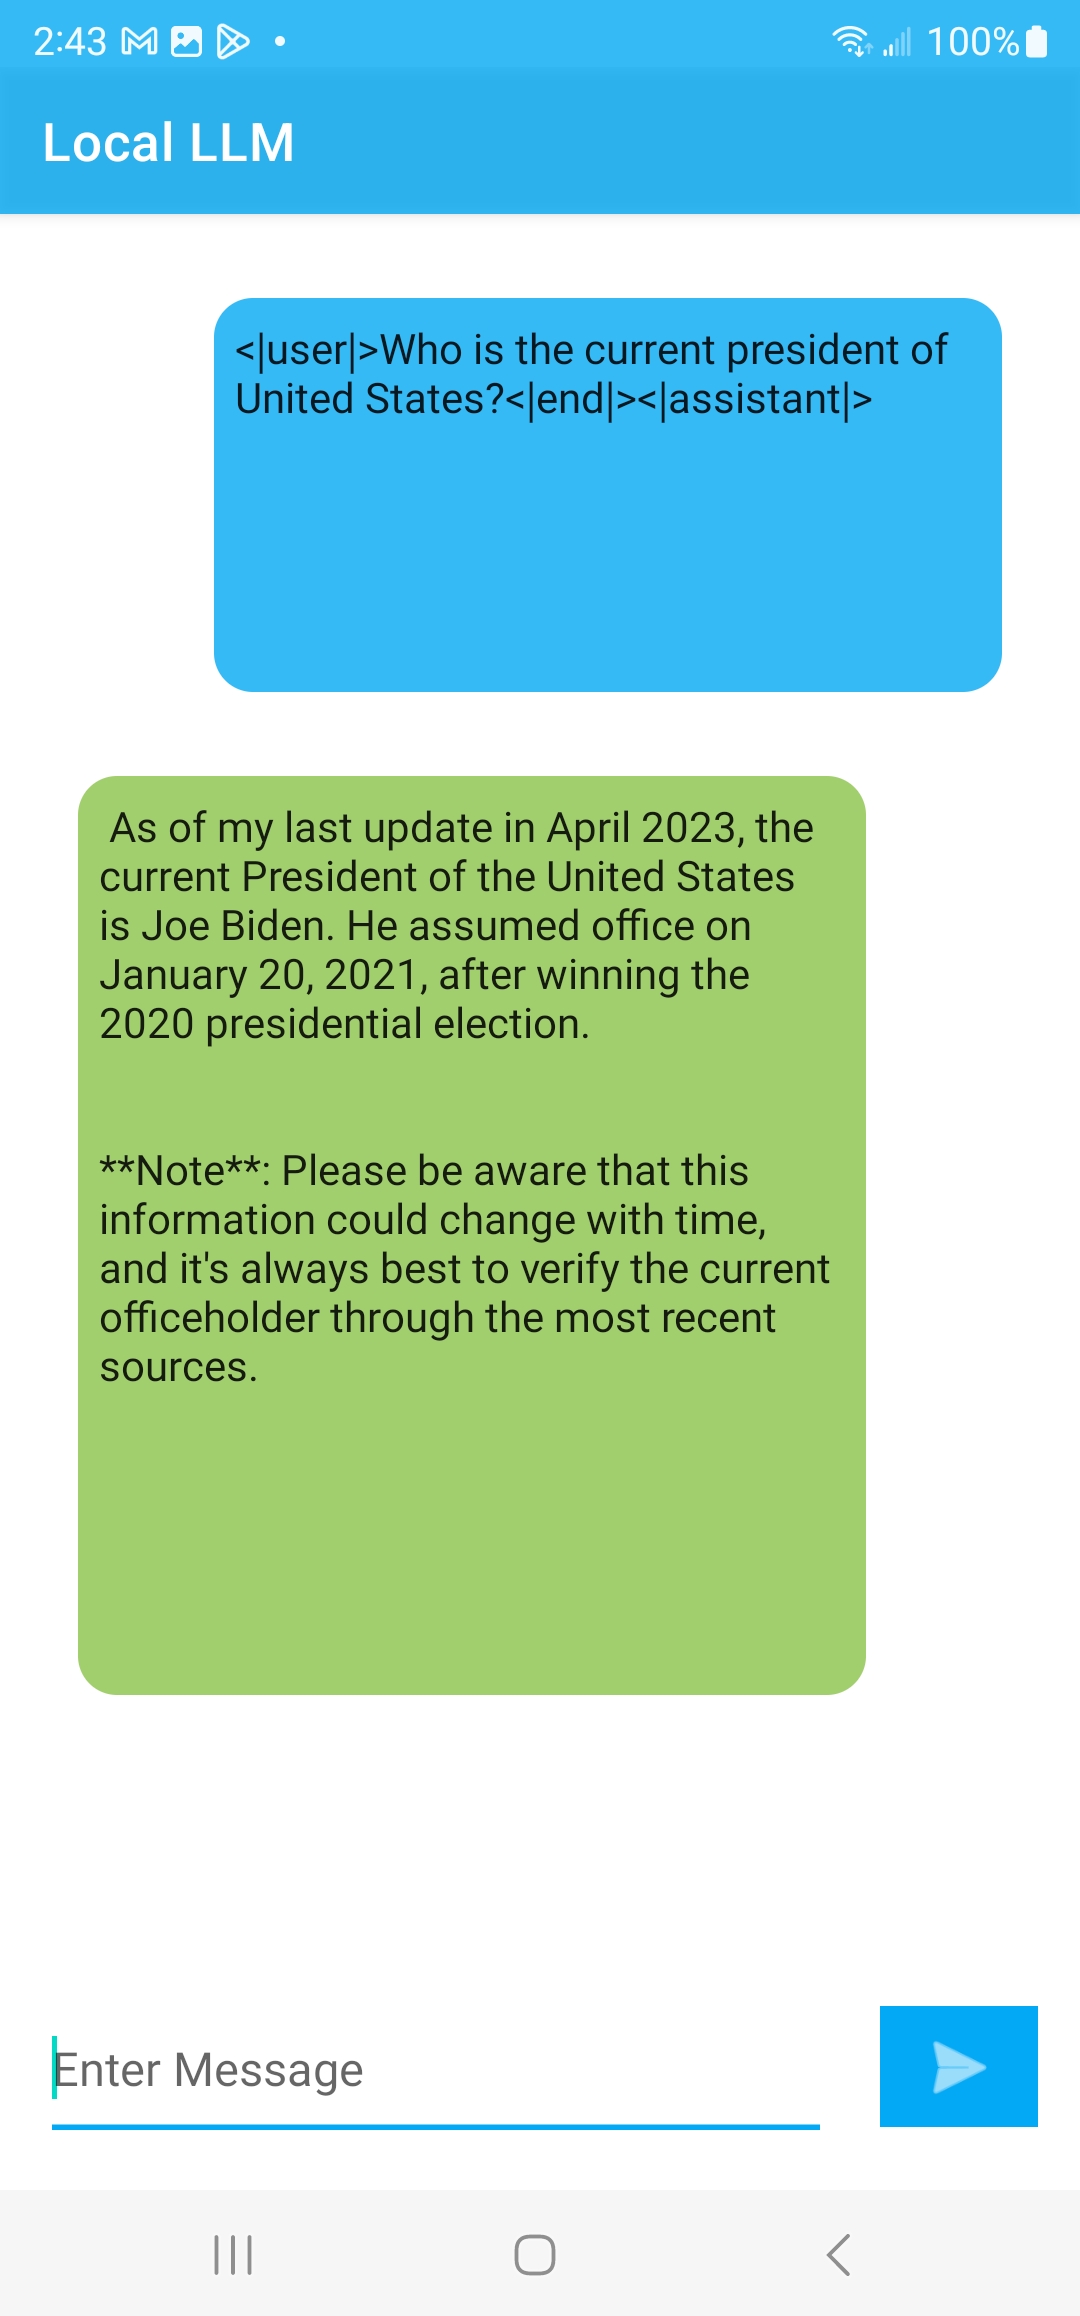 2:43
100%
Local LLM
<|user|>Who is the current president of
United States?<|end|><|assistant|>
As of my last update in April 2023, the
current President of the United States
is Joe Biden. He assumed office on
January 20, 2021, after winning the
2020 presidential election.
**Note**: Please be aware that this
information could change with time,
and it's always best to verify the current
officeholder through the most recent
sources.
Enter Message